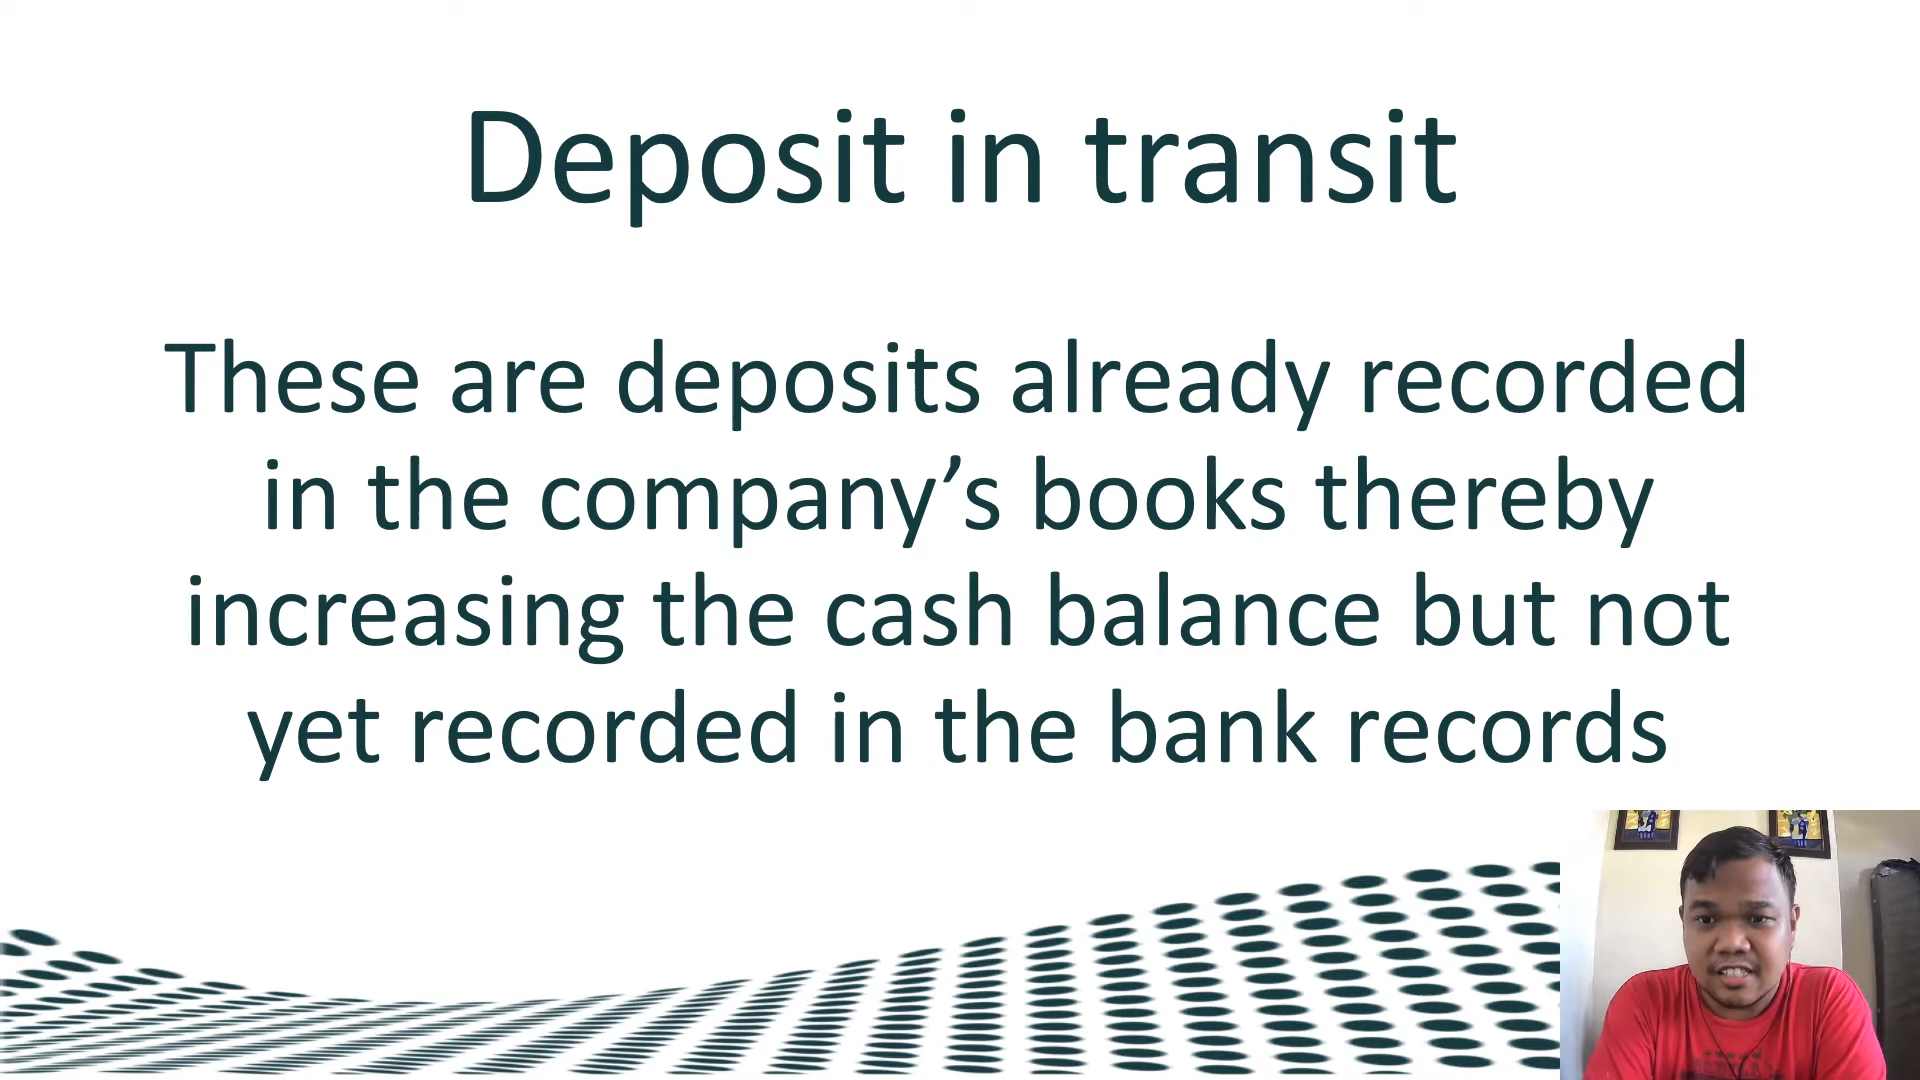 Deposit in transit
These are deposits already recorded
in the company’s books thereby
increasing the cash balance but not
yet recorded in the bank records